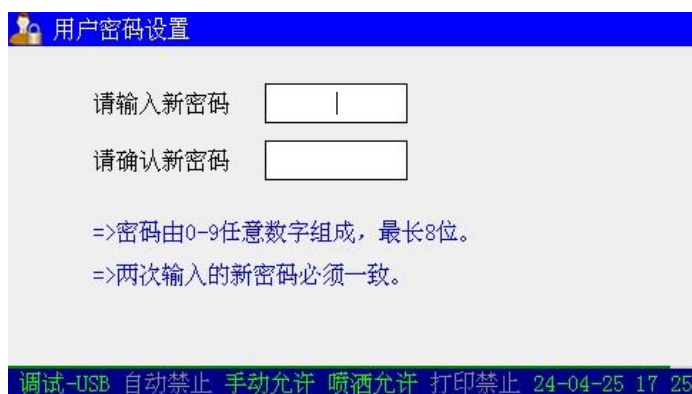 用户密码设置
请输入新密码
请确认新密码
=>密码由0-9任意数字组成，最长8位。
=>两次输入的新密码必须一致。
调试-USB 自动禁止 手动允许 喷洒允许 打印禁止 24-04-25 17 25